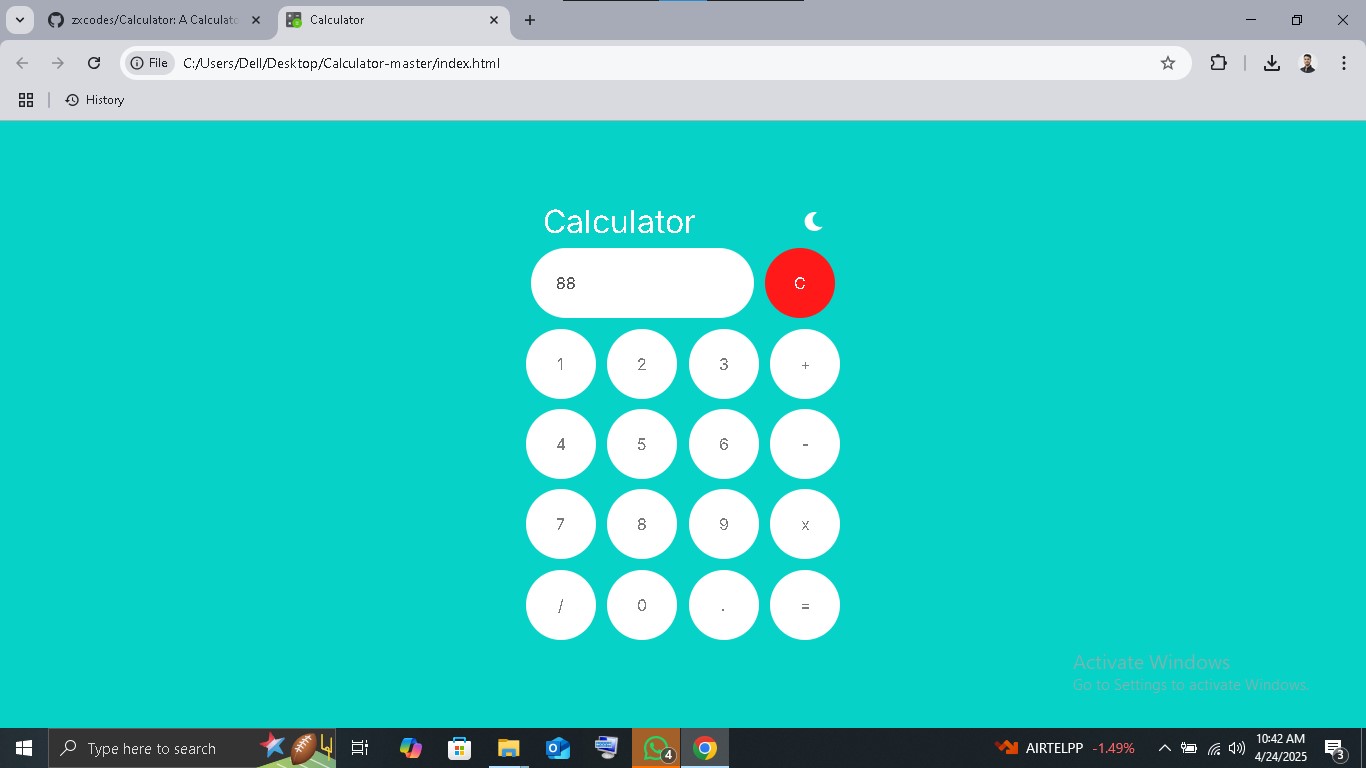 zxcodes/Calculator: A Calculato
Calculator
File
C:/Users/Dell/Desktop/Calculator-master/index.html
History
Calculator
88
C
1 2 3 +
4 5 6 -
7 8 9 x
/ 0 . =
Activate Windows
Go to Settings to activate Windows.
Type here to search
4
AIRTELPP -1.49%
10:42 AM
4/24/2025
3